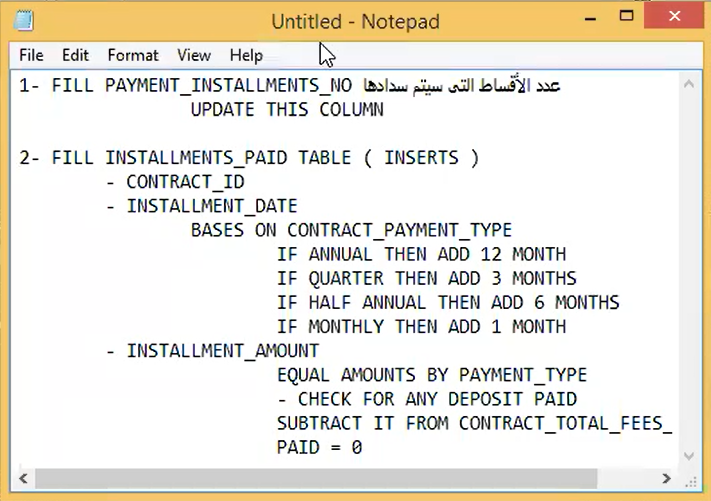 Untitled - Notepad
File Edit Format View Help
1- FILL PAYMENT_INSTALLMENTS_NO عدد الأقساط التى سيتم سدادها
UPDATE THIS COLUMN
2- FILL INSTALLMENTS_PAID TABLE ( INSERTS )
- CONTRACT_ID
- INSTALLMENT_DATE
BASES ON CONTRACT_PAYMENT_TYPE
IF ANNUAL THEN ADD 12 MONTH
IF QUARTER THEN ADD 3 MONTHS
IF HALF ANNUAL THEN ADD 6 MONTHS
IF MONTHLY THEN ADD 1 MONTH
- INSTALLMENT_AMOUNT
EQUAL AMOUNTS BY PAYMENT_TYPE
- CHECK FOR ANY DEPOSIT PAID
SUBTRACT IT FROM CONTRACT_TOTAL_FEES_
PAID = 0